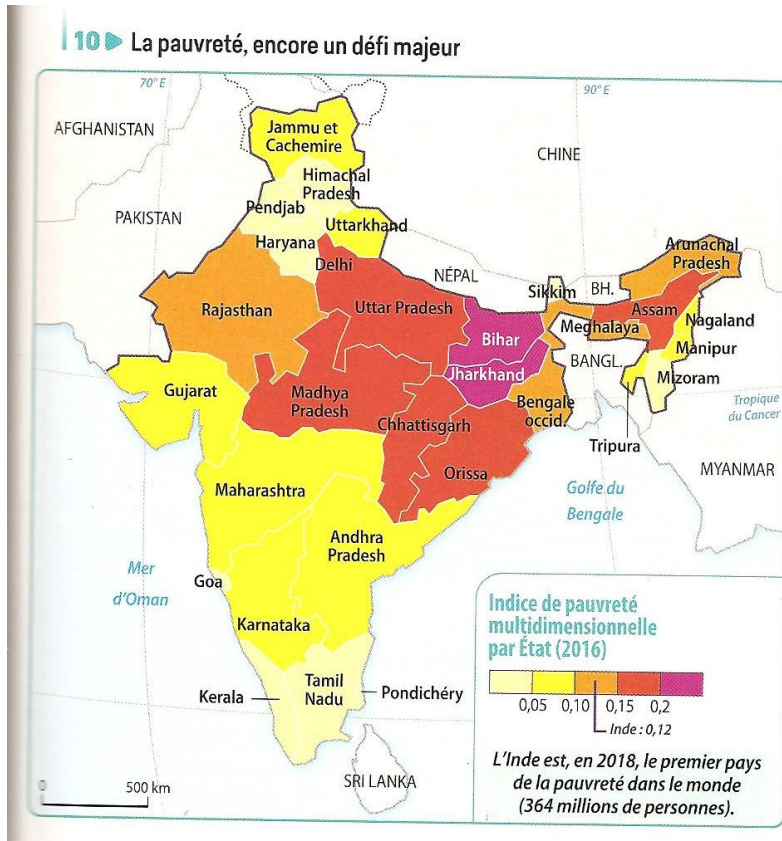 10 ▶ La pauvreté, encore un défi majeur
70° E
90° E
AFGHANISTAN
Jammu et
Cachemire
CHINE
Himachal
Pradesh
PAKISTAN
Pendjab
Uttarkhand
Haryana
Delhi
NÉPAL
Arunachal
Pradesh
Sikkim
BH.
Rajasthan
Uttar Pradesh
Assam
Nagaland
Bihar
Meghalaya
Manipur
BANGL.
Jharkhand
Mizoram
Gujarat
Madhya
Pradesh
Bengale
occid.
Tropique
du Cancer
Chhattisgarh
Tripura
Orissa
MYANMAR
Maharashtra
Golfe du
Bengale
Andhra
Pradesh
Mer
d'Oman
Goa
Karnataka
Kerala
Tamil
Nadu
Pondichéry
SRI LANKA
0
500 km
Indice de pauvreté
multidimensionnelle
par État (2016)
0,05 0,10 0,15 0,2
Inde : 0,12
L'Inde est, en 2018, le premier pays
de la pauvreté dans le monde
(364 millions de personnes).